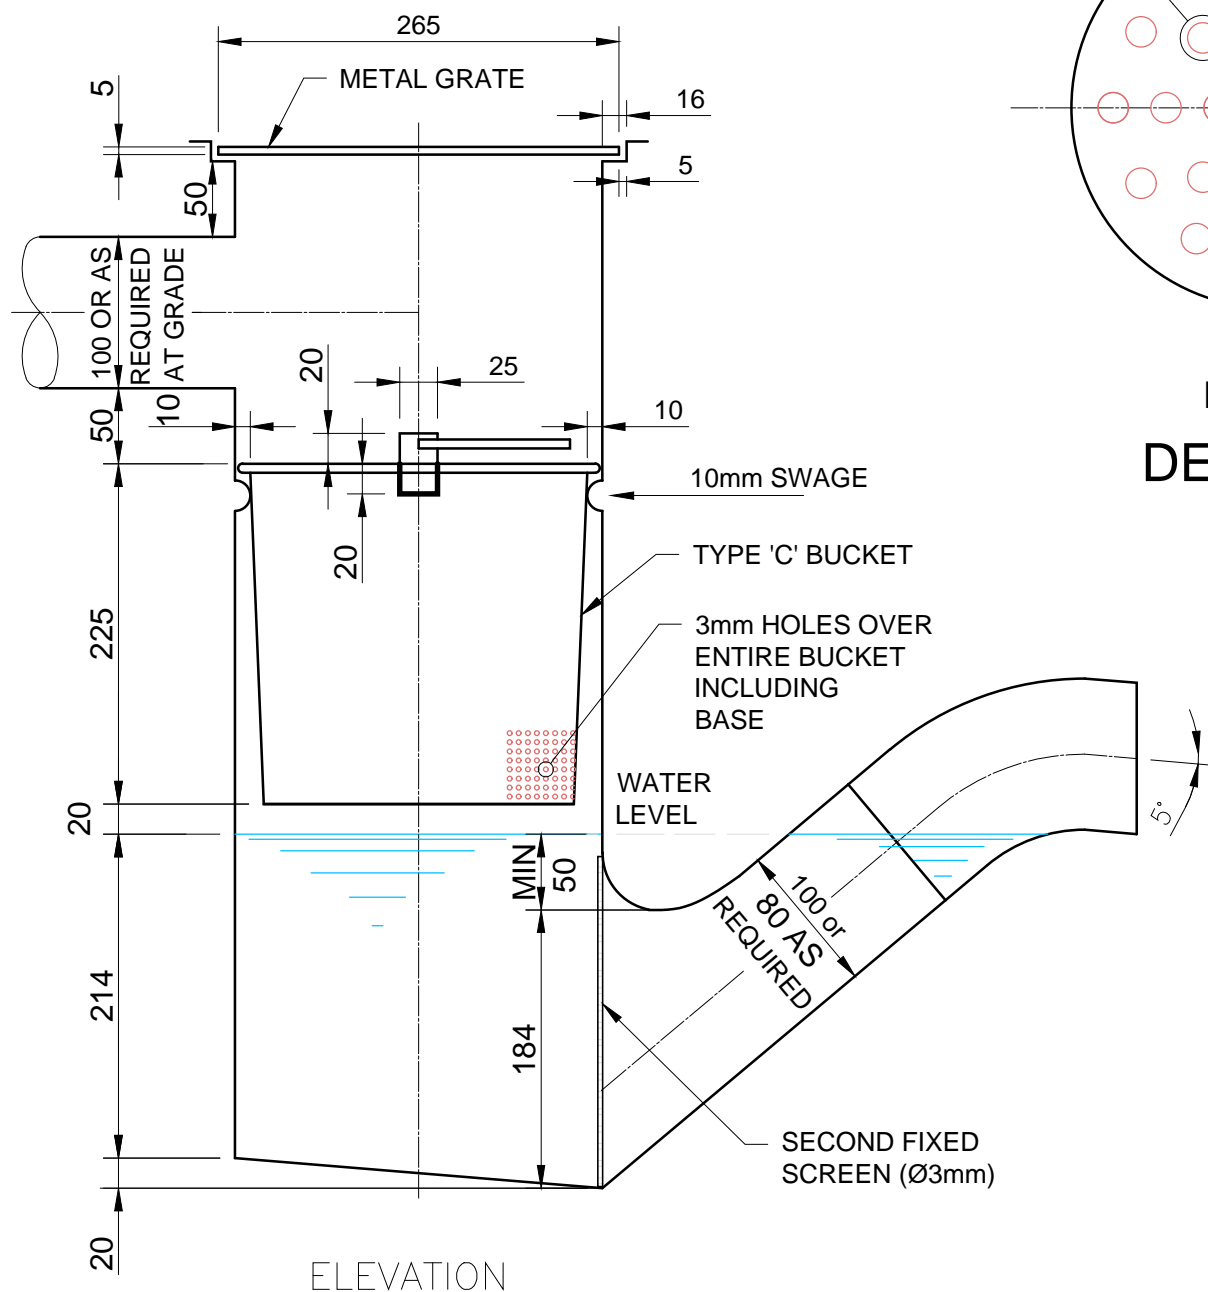 265
METAL GRATE
5
16
5
50
100 OR AS
REQUIRED
AT GRADE
20
25
10
50
10
10mm SWAGE
20
TYPE 'C' BUCKET
225
3mm HOLES OVER
ENTIRE BUCKET
INCLUDING
BASE
WATER
LEVEL
20
5°
MIN
50
100 or
80 AS
REQUIRED
214
184
SECOND FIXED
SCREEN (Ø3mm)
20
ELEVATION
DE